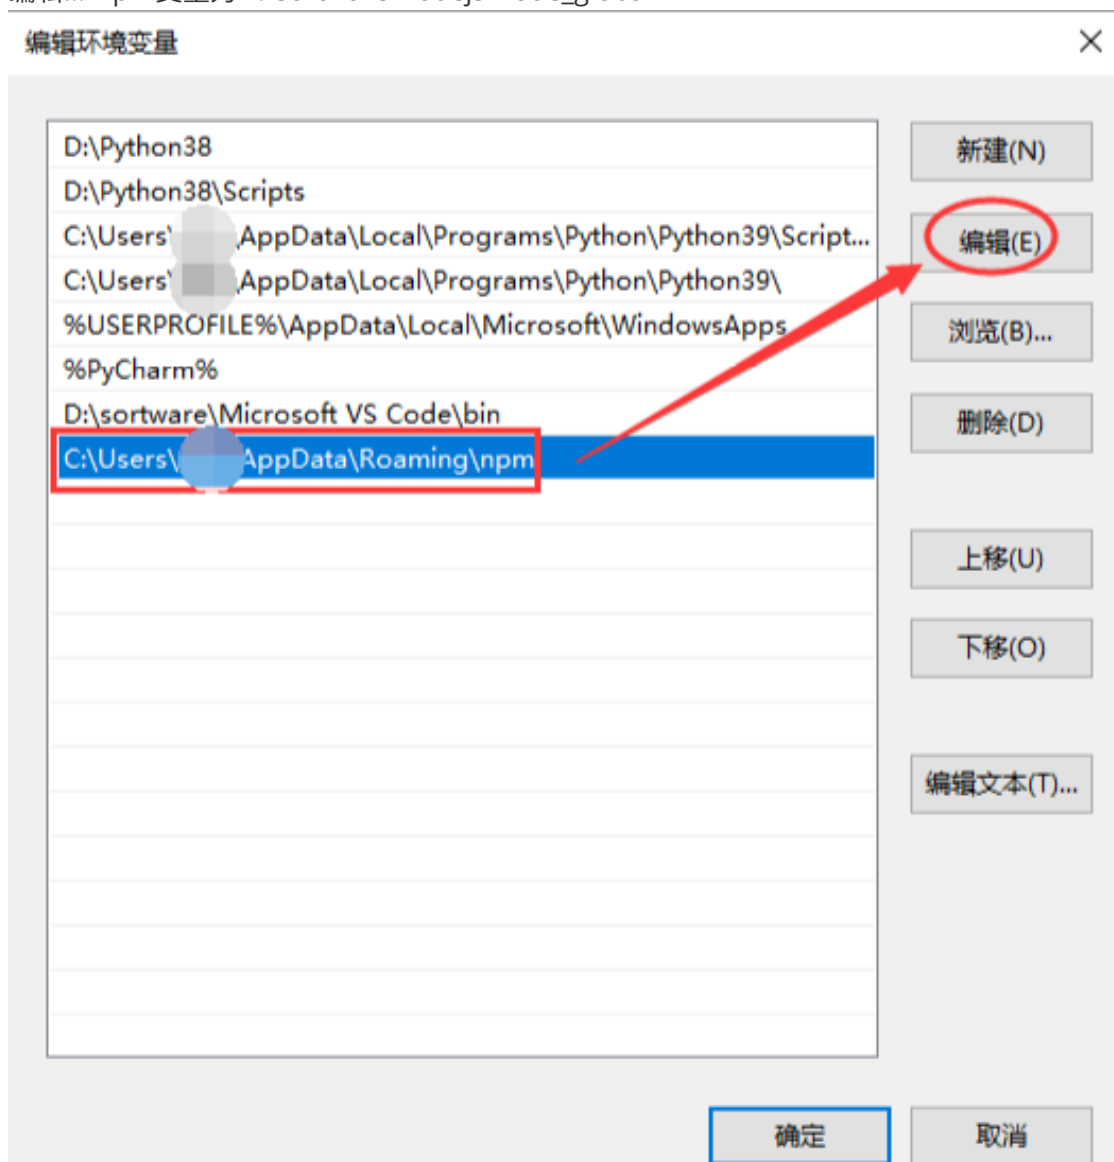 编辑环境变量
D:\Python38
新建(N)
D:\Python38\Scripts
C:\Users\ AppData\Local\Programs\Python\Python39\Script...
编辑(E)
C:\Users\ AppData\Local\Programs\Python\Python39\
%USERPROFILE%\AppData\Local\Microsoft\WindowsApps
浏览(B)...
%PyCharm%
D:\sortware\Microsoft VS Code\bin
删除(D)
C:\Users\ AppData\Roaming\npm
上移(U)
下移(O)
编辑文本(T)...
确定
取消